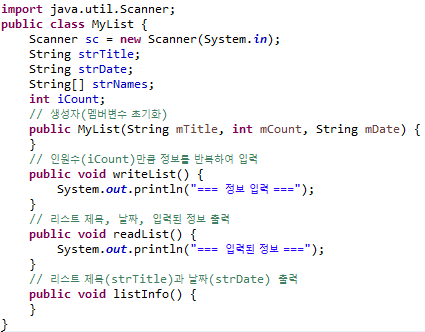 import java.util.Scanner;
public class MyList {
    Scanner sc = new Scanner(System.in);
    String strTitle;
    String strDate;
    String[] strNames;
    int iCount;
    // 생성자(멤버변수 초기화)
    public MyList(String mTitle, int mCount, String mDate) {
    }
    // 인원수(iCount)만큼 정보를 반복하여 입력
    public void writeList() {
        System.out.println("=== 정보 입력 ===");
    }
    // 리스트 제목, 날짜, 입력된 정보 출력
    public void readList() {
        System.out.println("=== 입력된 정보 ===");
    }
    // 리스트 제목(strTitle)과 날짜(strDate) 출력
    public void listInfo() {
    }
}